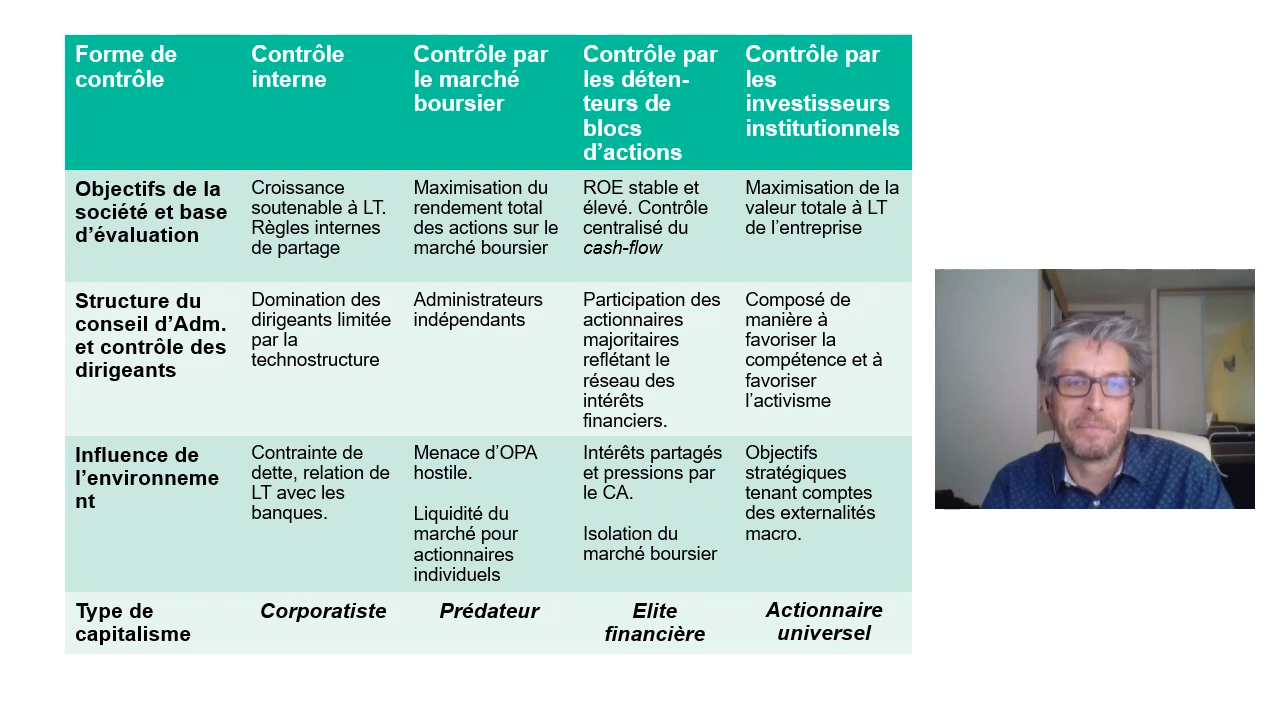 Forme de
contrôle
Contrôle
interne
Contrôle par
le marché
boursier
Contrôle par
les déten-
teurs de
blocs
d’actions
Contrôle par
les
investisseurs
institutionnels
Objectifs de la
société et base
d’évaluation
Croissance
soutenable à LT.
Règles internes
de partage
Maximisation du
rendement total
des actions sur le
marché boursier
ROE stable et
élevé. Contrôle
centralisé du
cash-flow
Maximisation de la
valeur totale à LT
de l’entreprise
Structure du
conseil d’Adm.
et contrôle des
dirigeants
Domination des
dirigeants limitée
par la
technostructure
Administrateurs
indépendants
Participation des
actionnaires
majoritaires
reflétant le
réseau des
intérêts
financiers.
Composé de
manière à
favoriser la
compétence et à
favoriser
l’activisme
Influence de
l’environneme
nt
Contrainte de
dette, relation de
LT avec les
banques.
Menace d’OPA
hostile.
Liquidité du
marché pour
actionnaires
individuels
Intérêts partagés
et pressions par
le CA.
Isolation du
marché boursier
Objectifs
stratégiques
tenant comptes
des externalités
macro.
Type de
capitalisme
Corporatiste
Prédateur
Elite
financière
Actionnaire
universel